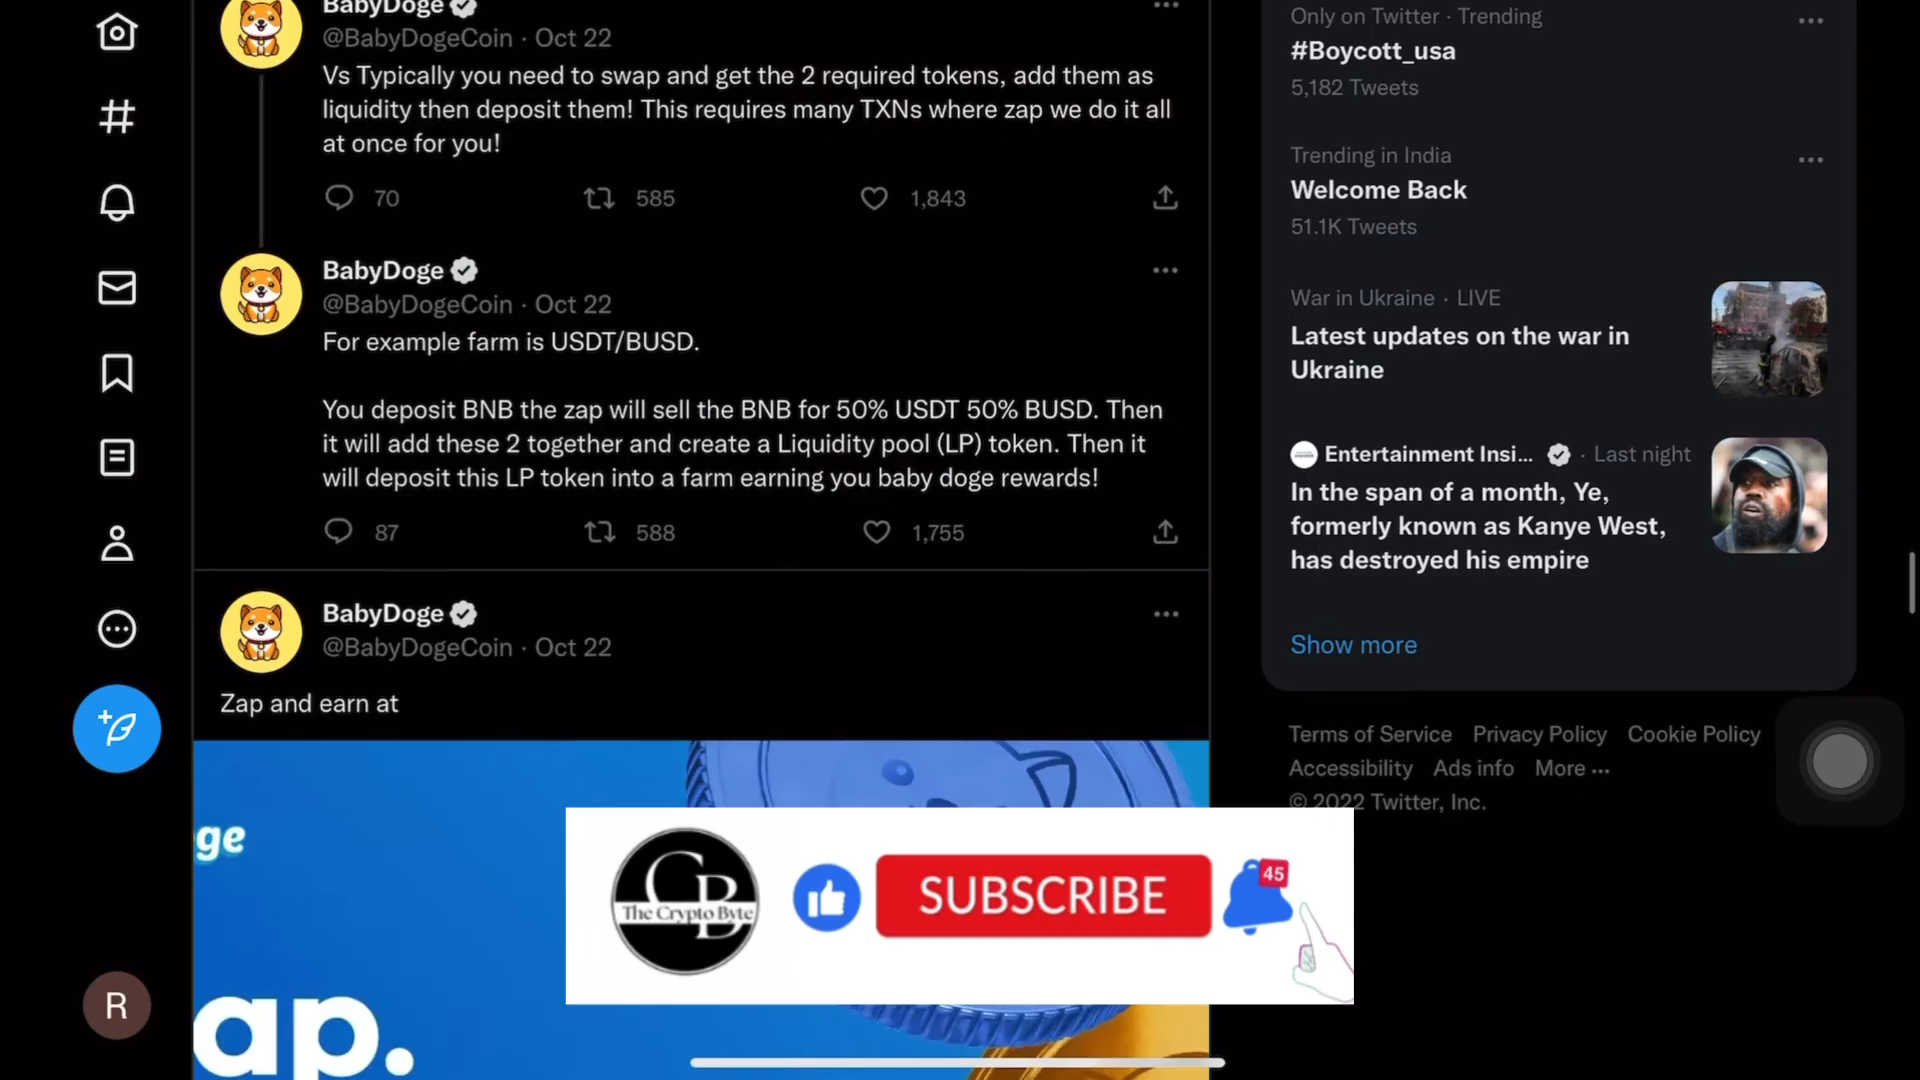 BabyDoge
@BabyDogeCoin · Oct 22
Vs Typically you need to swap and get the 2 required tokens, add them as
liquidity then deposit them! This requires many TXNs where zap we do it all
at once for you!
70 585 1,843
BabyDoge
@BabyDogeCoin · Oct 22
For example farm is USDT/BUSD.
You deposit BNB the zap will sell the BNB for 50% USDT 50% BUSD. Then
it will add these 2 together and create a Liquidity pool (LP) token. Then it
will deposit this LP token into a farm earning you baby doge rewards!
87 588 1,755
BabyDoge
@BabyDogeCoin · Oct 22
Zap and earn at
ge
ap.
The Crypto Byte
CB
SUBSCRIBE
45
R
Only on Twitter · Trending
#Boycott_usa
5,182 Tweets
Trending in India
Welcome Back
51.1K Tweets
War in Ukraine · LIVE
Latest updates on the war in
Ukraine
Entertainment Insi... · Last night
In the span of a month, Ye,
formerly known as Kanye West,
has destroyed his empire
Show more
Terms of Service Privacy Policy Cookie Policy
Accessibility Ads info More ...
© 2022 Twitter, Inc.